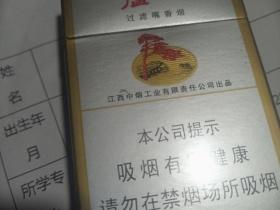 庐
过滤嘴香烟
江西中烟工业有限责任公司出品
本公司提示
吸烟有 健康
请勿在禁烟场所吸烟
姓
名
出生年
月
所学专